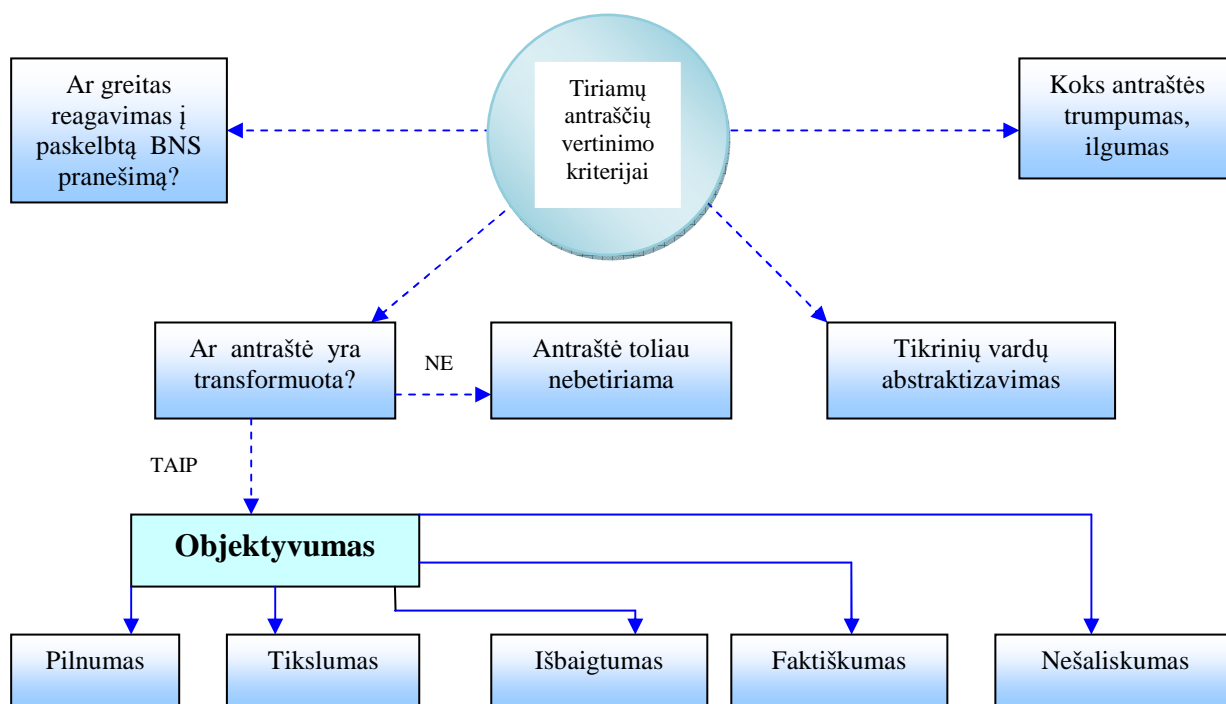 Ar greitas
reagavimas į
paskelbtą BNS
pranešimą?
Tiriamų
antraščių
vertinimo
kriterijai
Koks antraštės
trumpumas,
ilgumas
Ar antraštė yra
transformuota?
NE
Antraštė toliau
nebetiriama
Tikrinių vardų
abstraktizavimas
TAIP
Objektyvumas
Pilnumas
Tikslumas
Išbaigtumas
Faktiškumas
Nešaliskumas